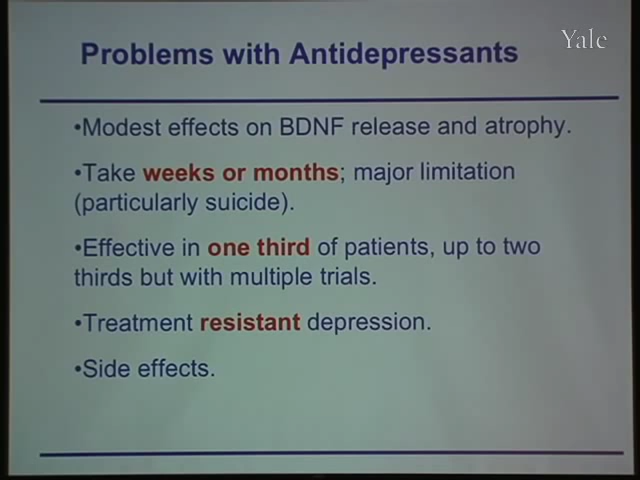 Yale
Problems with Antidepressants
•Modest effects on BDNF release and atrophy.
•Take weeks or months; major limitation
(particularly suicide).
•Effective in one third of patients, up to two
thirds but with multiple trials.
•Treatment resistant depression.
•Side effects.